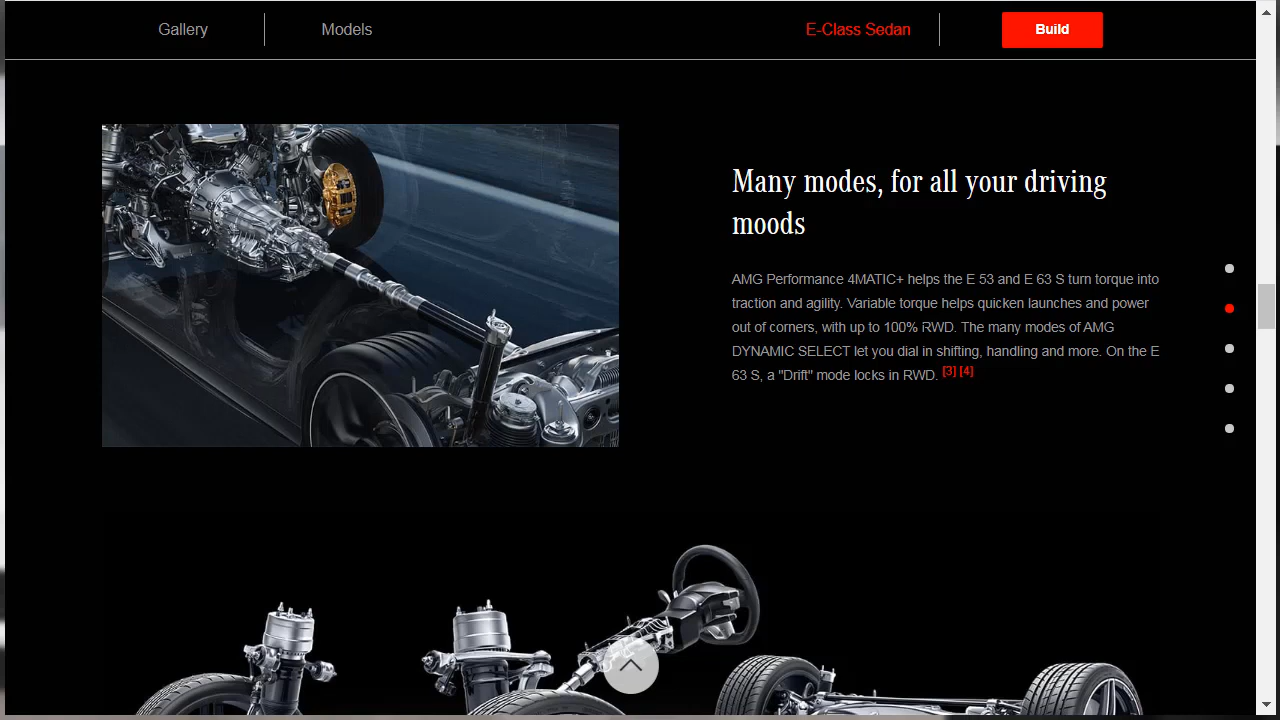 Gallery
Models
E-Class Sedan
Build
Many modes, for all your driving
moods
AMG Performance 4MATIC+ helps the E 53 and E 63 S turn torque into
traction and agility. Variable torque helps quicken launches and power
out of corners, with up to 100% RWD. The many modes of AMG
DYNAMIC SELECT let you dial in shifting, handling and more. On the E
63 S, a "Drift" mode locks in RWD. [3] [4]